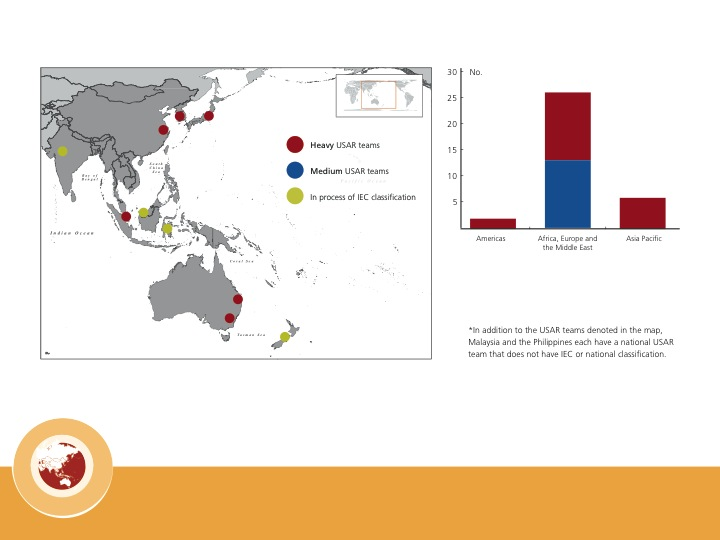 Bay of
Bengal
South
China
Sea
Indian Ocean
Coral Sea
Tasman Sea
Heavy USAR teams
Medium USAR teams
In process of IEC classification
No.
30
25
20
15
10
5
Americas
Africa, Europe and
the Middle East
Asia Pacific
*In addition to the USAR teams denoted in the map,
Malaysia and the Philippines each have a national USAR
team that does not have IEC or national classification.